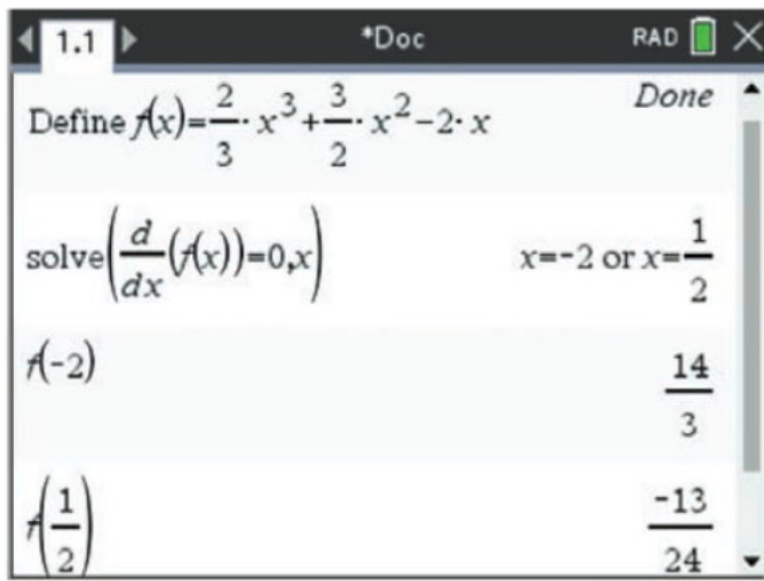 1.1 *Doc RAD
Define f(x)=2/3·x^3+3/2·x^2-2·x Done
solve(d/dx(f(x))=0,x) x=-2 or x=1/2
f(-2) 14/3
f(1/2) -13/24